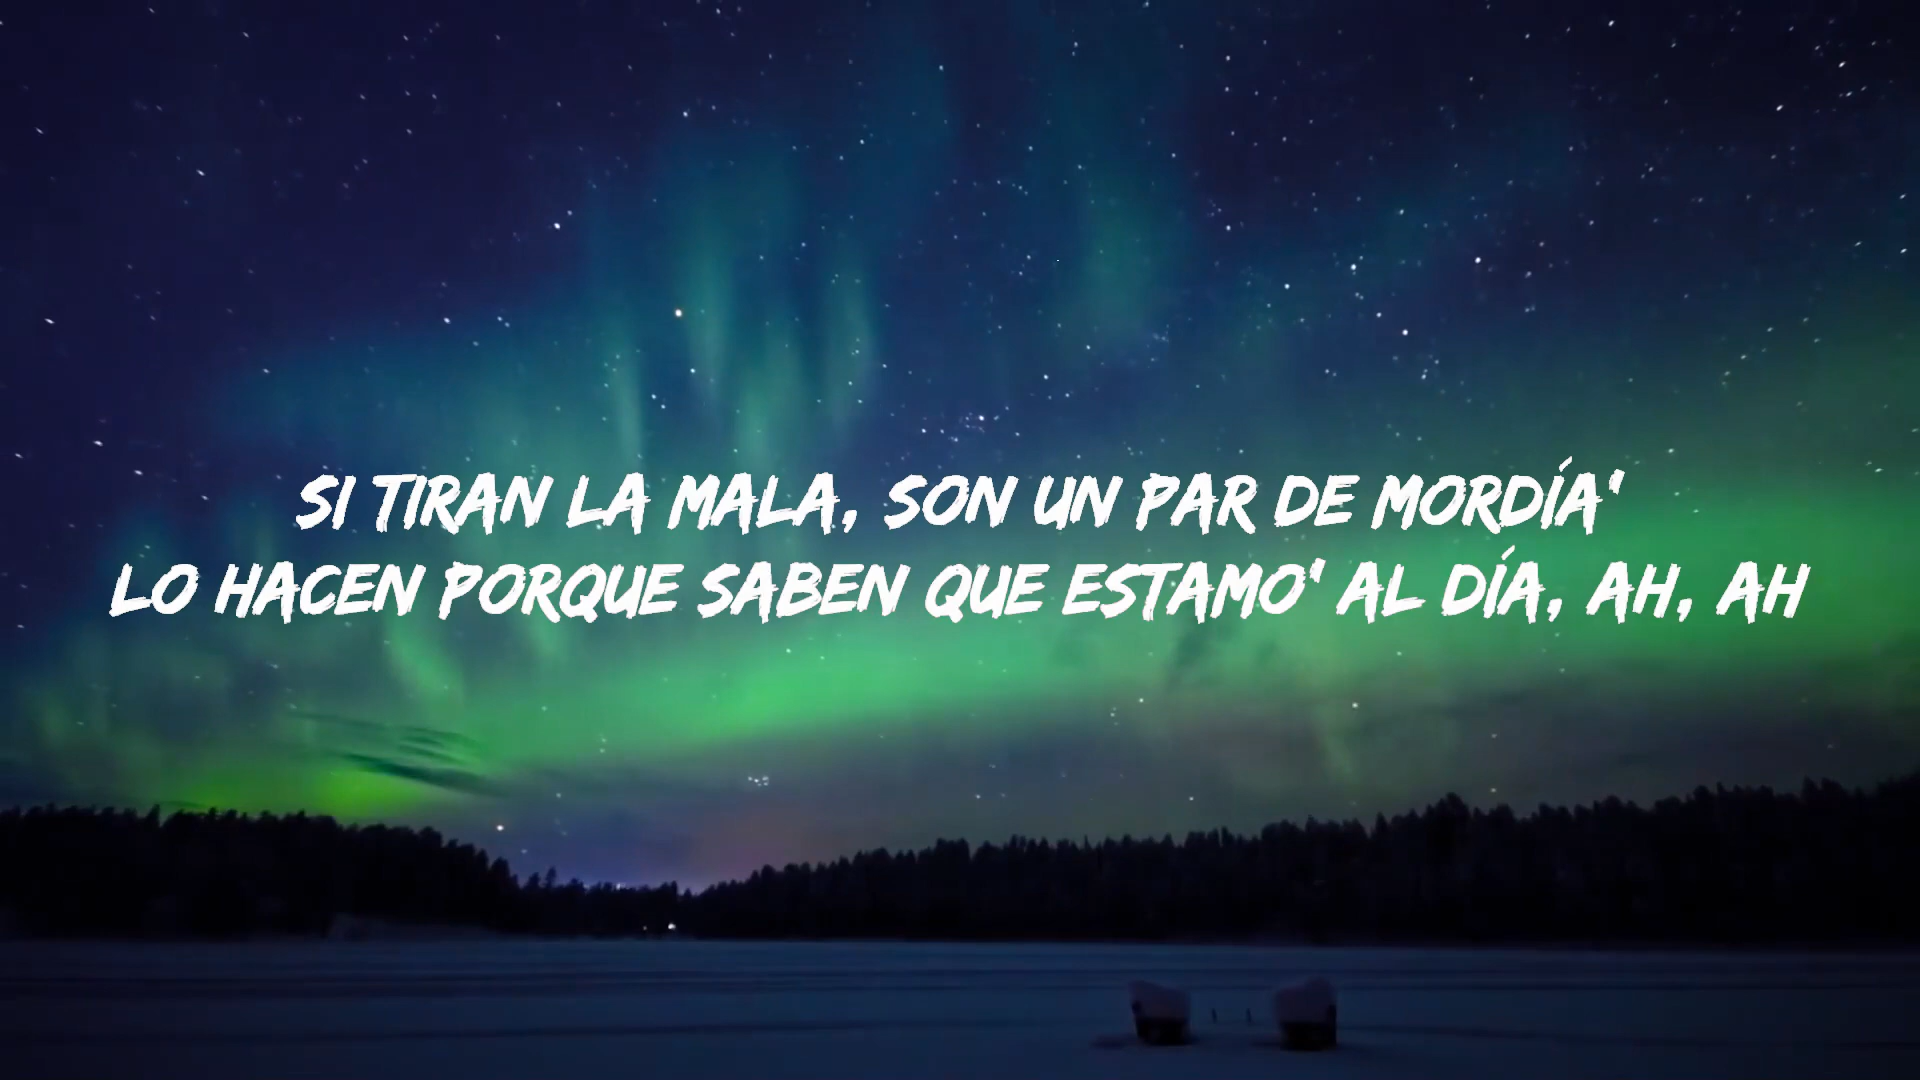 SI TIRAN LA MALA, SON UN PAR DE MORDÍA'
LO HACEN PORQUE SABEN QUE ESTAMO' AL DÍA, AH, AH